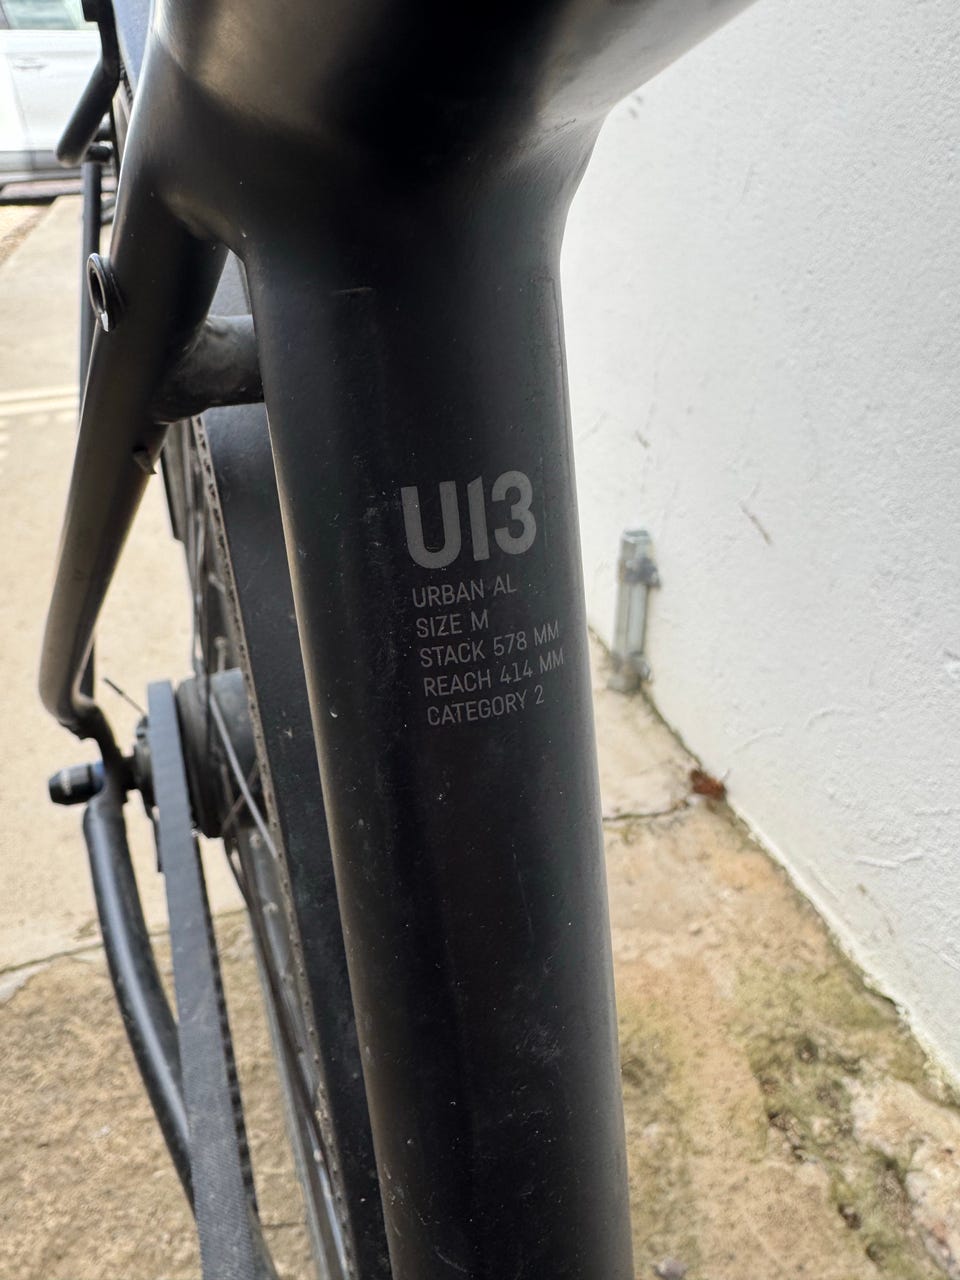 U13
URBAN AL
SIZE M
STACK 578 MM
REACH 414 MM
CATEGORY 2